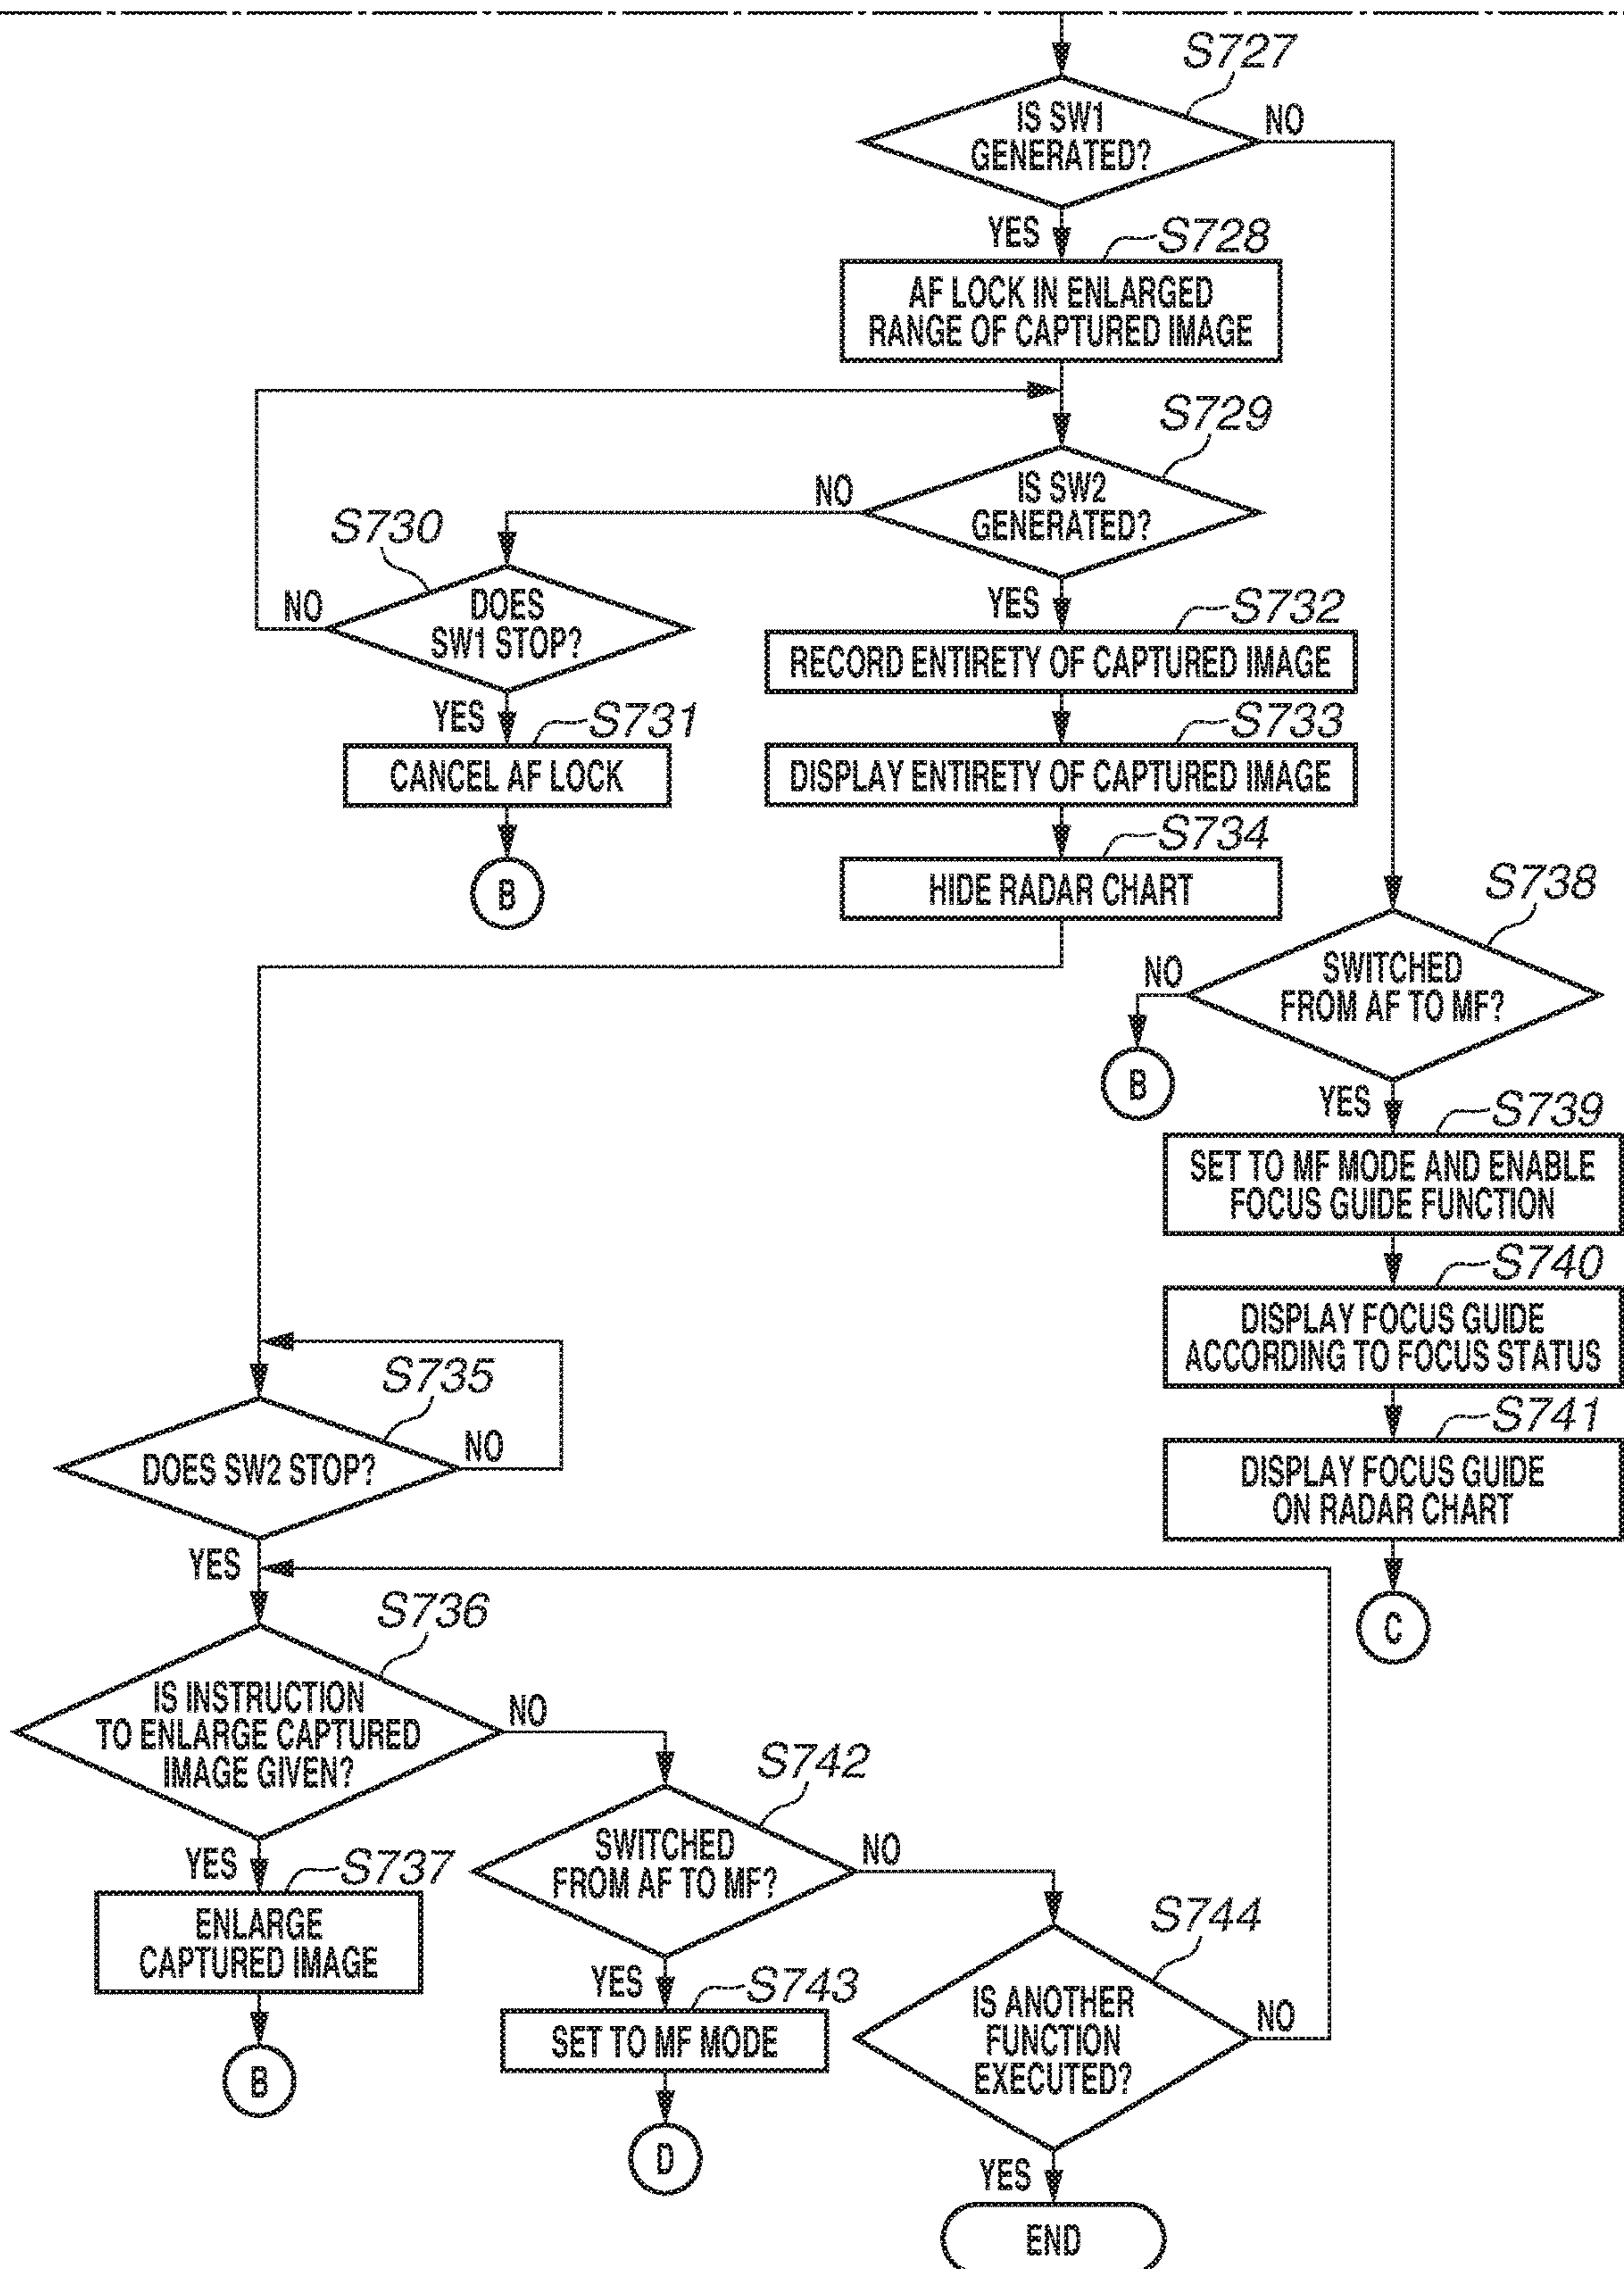 S727
IS SW1
GENERATED?
NO
YES
S728
AF LOCK IN ENLARGED
RANGE OF CAPTURED IMAGE
S729
IS SW2
GENERATED?
NO
S730
DOES
SW1 STOP?
NO
YES
S731
CANCEL AF LOCK
B
YES
S732
RECORD ENTIRETY OF CAPTURED IMAGE
S733
DISPLAY ENTIRETY OF CAPTURED IMAGE
S734
HIDE RADAR CHART
S738
SWITCHED
FROM AF TO MF?
NO
B
YES
S739
SET TO MF MODE AND ENABLE
FOCUS GUIDE FUNCTION
S740
DISPLAY FOCUS GUIDE
ACCORDING TO FOCUS STATUS
S741
DISPLAY FOCUS GUIDE
ON RADAR CHART
C
S735
DOES SW2 STOP?
NO
YES
S736
IS INSTRUCTION
TO ENLARGE CAPTURED
IMAGE GIVEN?
NO
YES
S737
ENLARGE
CAPTURED IMAGE
B
S742
SWITCHED
FROM AF TO MF?
NO
YES
S743
SET TO MF MODE
D
S744
IS ANOTHER
FUNCTION
EXECUTED?
NO
YES
END